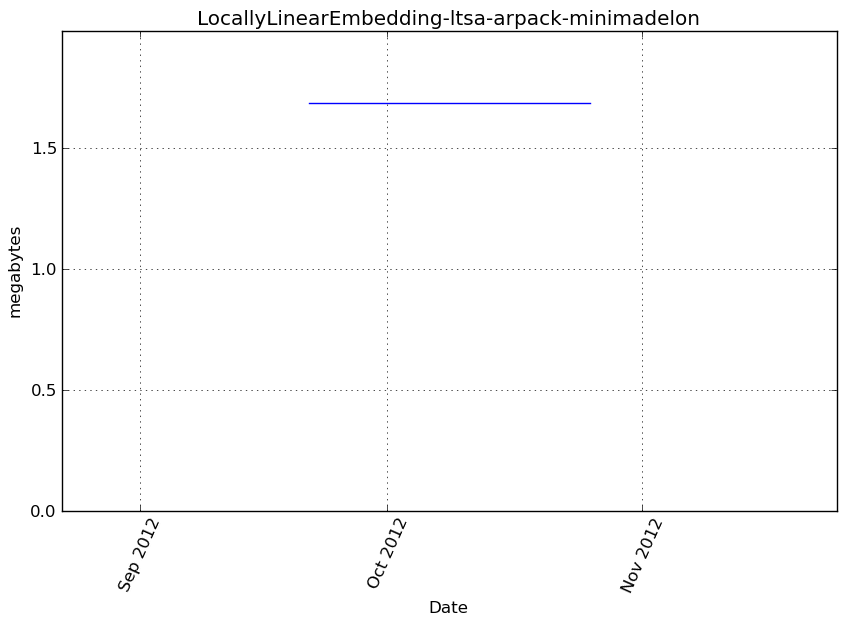 LocallyLinearEmbedding-ltsa-arpack-minimadelon
megabytes
1.5
1.0
0.5
0.0
Sep 2012
Oct 2012
Nov 2012
Date